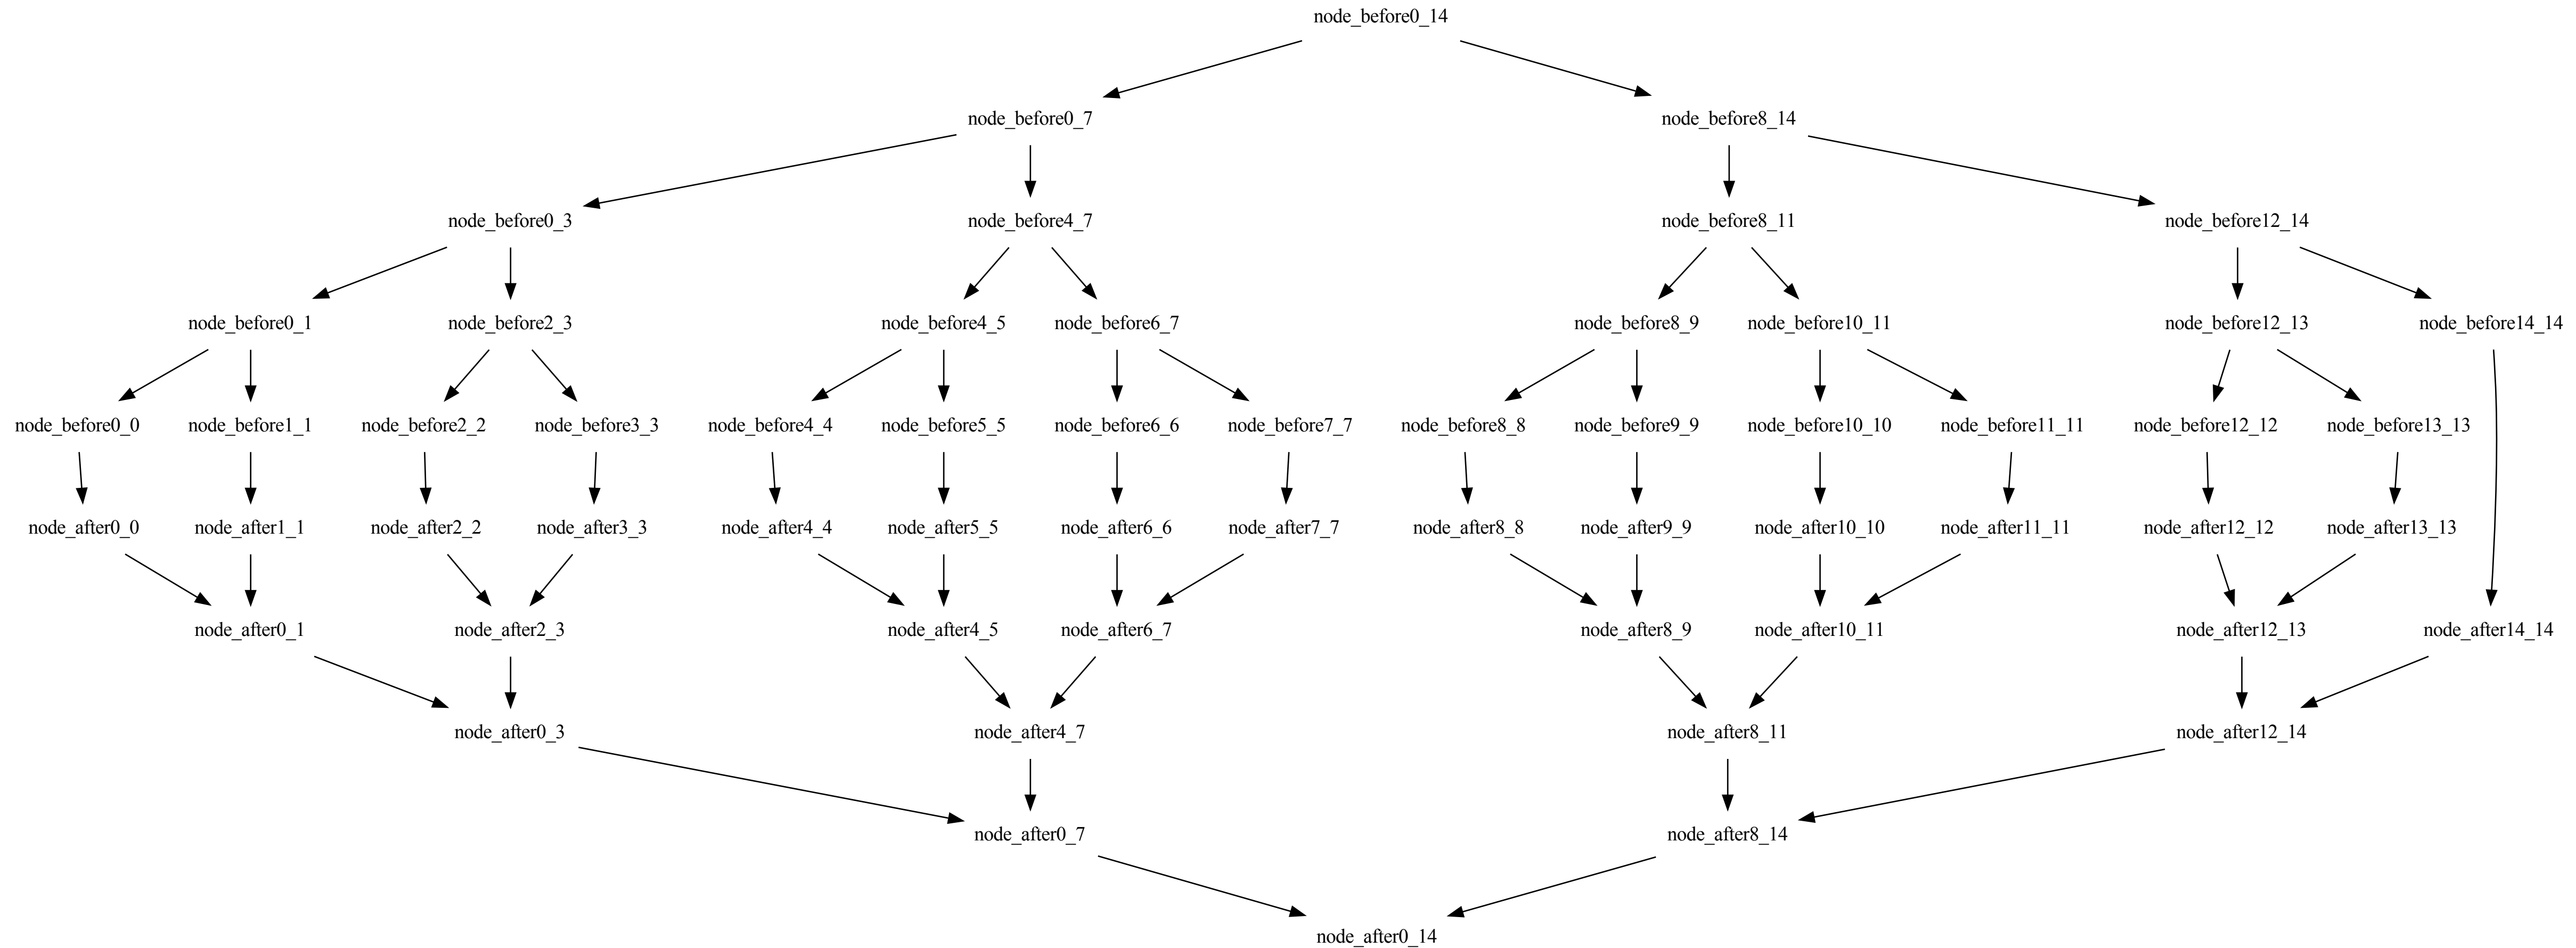 node_before0_14
node_before0_7 node_before8_14
node_before0_3 node_before4_7 node_before8_11 node_before12_14
node_before0_1 node_before2_3 node_before4_5 node_before6_7 node_before8_9 node_before10_11 node_before12_13 node_before14_14
node_before0_0 node_before1_1 node_before2_2 node_before3_3 node_before4_4 node_before5_5 node_before6_6 node_before7_7 node_before8_8 node_before9_9 node_before10_10 node_before11_11 node_before12_12 node_before13_13
node_after0_0 node_after1_1 node_after2_2 node_after3_3 node_after4_4 node_after5_5 node_after6_6 node_after7_7 node_after8_8 node_after9_9 node_after10_10 node_after11_11 node_after12_12 node_after13_13
node_after0_1 node_after2_3 node_after4_5 node_after6_7 node_after8_9 node_after10_11 node_after12_13 node_after14_14
node_after0_3 node_after4_7 node_after8_11 node_after12_14
node_after0_7 node_after8_14
node_after0_14